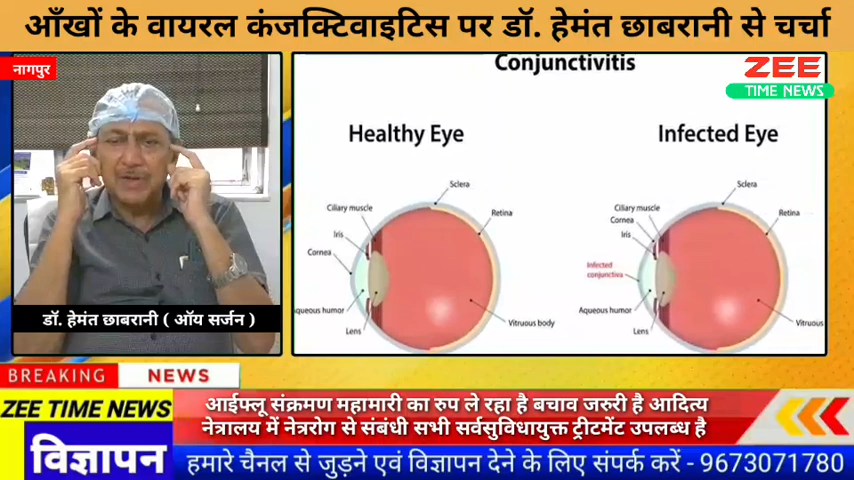 आँखों के वायरल कंजक्टिवाइटिस पर डॉ. हेमंत छाबरानी से चर्चा
नागपुर
ZEE
TIME NEWS
Conjunctivitis
Healthy Eye
Infected Eye
Sclera
Ciliary muscle
Retina
Iris
Cornea
Aqueous humor
Lens
Vitruous body
Sclera
Ciliary muscle
Cornea
Retina
Iris
Infected
conjunctiva
Aqueous humor
Lens
Vitruous
डॉ. हेमंत छाबरानी ( ऑय सर्जन )
BREAKING NEWS
ZEE TIME NEWS
आईफ्लू संक्रमण महामारी का रुप ले रहा है बचाव जरुरी है आदित्य
नेत्रालय में नेत्ररोग से संबंधी सभी सर्वसुविधायुक्त ट्रीटमेंट उपलब्ध है
विज्ञापन
हमारे चैनल से जुड़ने एवं विज्ञापन देने के लिए संपर्क करें - 9673071780